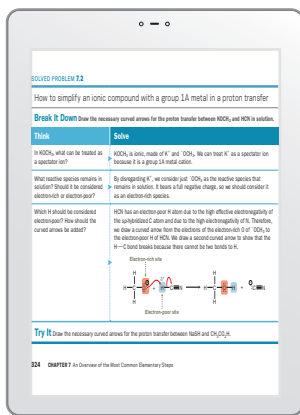 SOLVED PROBLEM 7.2
How to simplify an ionic compound with a group 1A metal in a proton transfer
Break It Down Draw the necessary curved arrows for the proton transfer between KOCH₃ and HCN in solution.
Think
Solve
In KOCH₃, what can be treated as
a spectator ion?
KOCH₃ is ionic, made of K⁺ and ⁻OCH₃. We can treat K⁺ as a spectator ion
because it is a group 1A metal cation.
What reactive species remains in
solution? Should it be considered
electron-rich or electron-poor?
By disregarding K⁺, we consider just ⁻OCH₃ as the reactive species that
remains in solution. It bears a full negative charge, so we should consider it
as an electron-rich species.
Which H should be considered
electron-poor? How should the
curved arrows be added?
HCN has an electron-poor H atom due to the high effective electronegativity of
the sp-hybridized C atom and due to the high electronegativity of N. Therefore,
we draw a curved arrow from the electrons of the electron-rich O of ⁻OCH₃ to
the electron-poor H of HCN. We draw a second curved arrow to show that the
H—C bond breaks because there cannot be two bonds to H.
Electron-rich site
H
H
H—C—O + H—C≡N H—C—O—H + C≡N
H
H
Electron-poor site
Try It Draw the necessary curved arrows for the proton transfer between NaSH and CH₃CO₂H.
324 CHAPTER 7 An Overview of the Most Common Elementary Steps